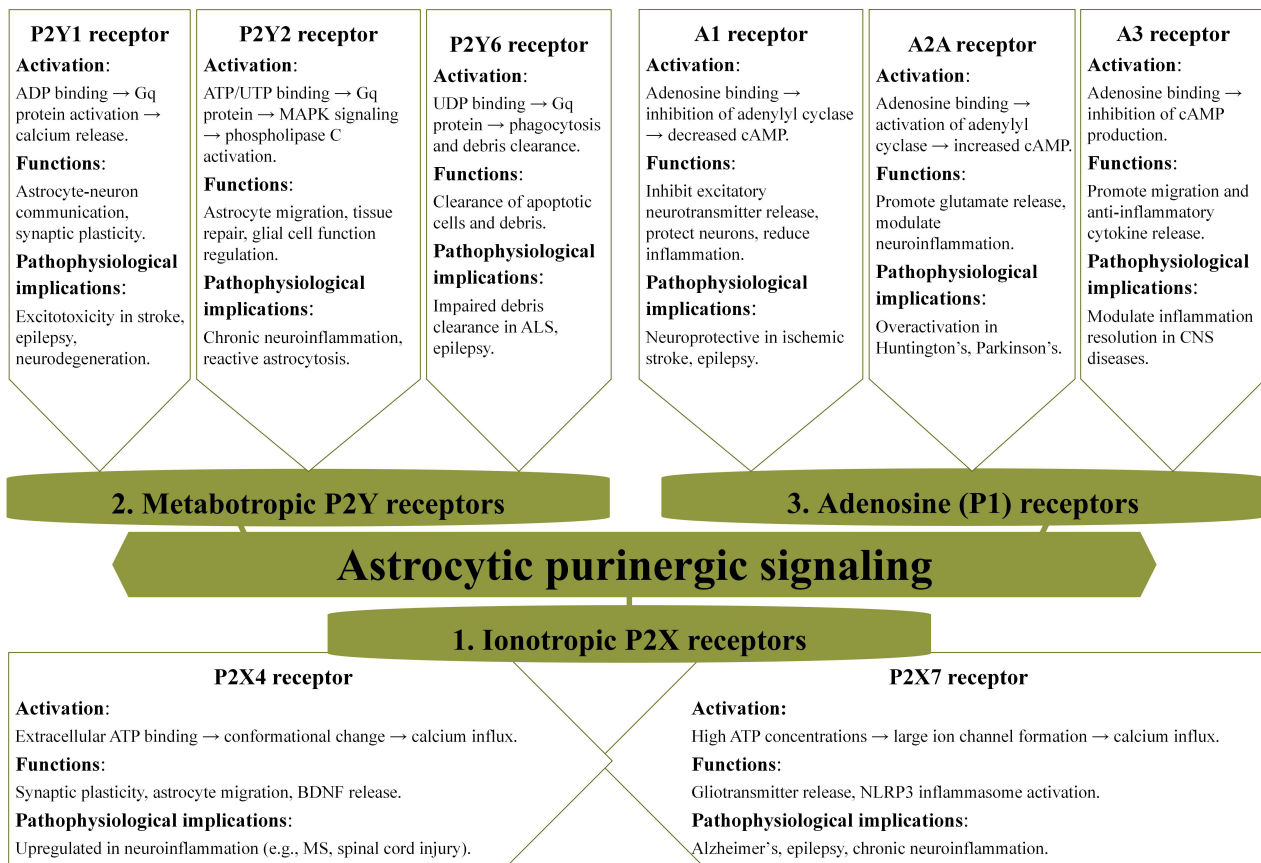 P2Y1 receptor
Activation:
ADP binding → Gq
protein activation →
calcium release.
Functions:
Astrocyte-neuron
communication,
synaptic plasticity.
Pathophysiological
implications:
Excitotoxicity in stroke,
epilepsy,
neurodegeneration.
P2Y2 receptor
Activation:
ATP/UTP binding → Gq
protein → MAPK signaling
→ phospholipase C
activation.
Functions:
Astrocyte migration, tissue
repair, glial cell function
regulation.
Pathophysiological
implications:
Chronic neuroinflammation,
reactive astrocytosis.
P2Y6 receptor
Activation:
UDP binding → Gq
protein → phagocytosis
and debris clearance.
Functions:
Clearance of apoptotic
cells and debris.
Pathophysiological
implications:
Impaired debris
clearance in ALS,
epilepsy.
A1 receptor
Activation:
Adenosine binding →
inhibition of adenylyl cyclase
→ decreased cAMP.
Functions:
Inhibit excitatory
neurotransmitter release,
protect neurons, reduce
inflammation.
Pathophysiological
implications:
Neuroprotective in ischemic
stroke, epilepsy.
A2A receptor
Activation:
Adenosine binding →
activation of adenylyl
cyclase → increased cAMP.
Functions:
Promote glutamate release,
modulate
neuroinflammation.
Pathophysiological
implications:
Overactivation in
Huntington’s, Parkinson’s.
A3 receptor
Activation:
Adenosine binding →
inhibition of cAMP
production.
Functions:
Promote migration and
anti-inflammatory
cytokine release.
Pathophysiological
implications:
Modulate inflammation
resolution in CNS
diseases.
2. Metabotropic P2Y receptors
3. Adenosine (P1) receptors
Astrocytic purinergic signaling
1. Ionotropic P2X receptors
P2X4 receptor
Activation:
Extracellular ATP binding → conformational change → calcium influx.
Functions:
Synaptic plasticity, astrocyte migration, BDNF release.
Pathophysiological implications:
Upregulated in neuroinflammation (e.g., MS, spinal cord injury).
P2X7 receptor
Activation:
High ATP concentrations → large ion channel formation → calcium influx.
Functions:
Gliotransmitter release, NLRP3 inflammasome activation.
Pathophysiological implications:
Alzheimer’s, epilepsy, chronic neuroinflammation.